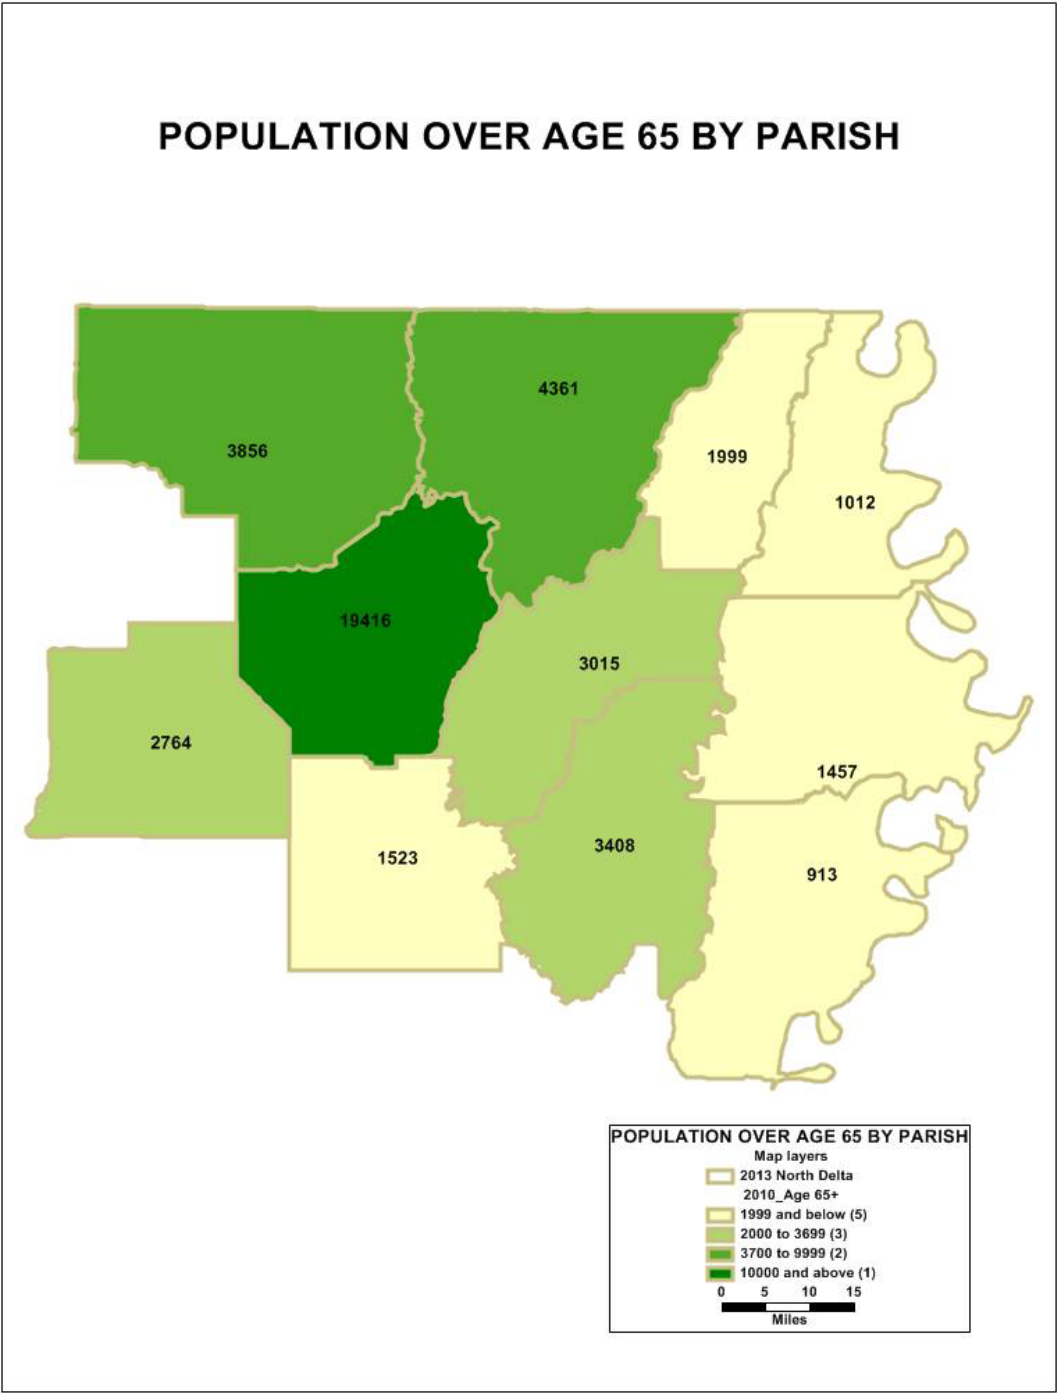 POPULATION OVER AGE 65 BY PARISH
4361
3856
1999
1012
19416
3015
2764
1457
3408
1523
913
POPULATION OVER AGE 65 BY PARISH
Map layers
2013 North Delta
2010_Age 65+
1999 and below (5)
2000 to 3699 (3)
3700 to 9999 (2)
10000 and above (1)
0 5 10 15
Miles